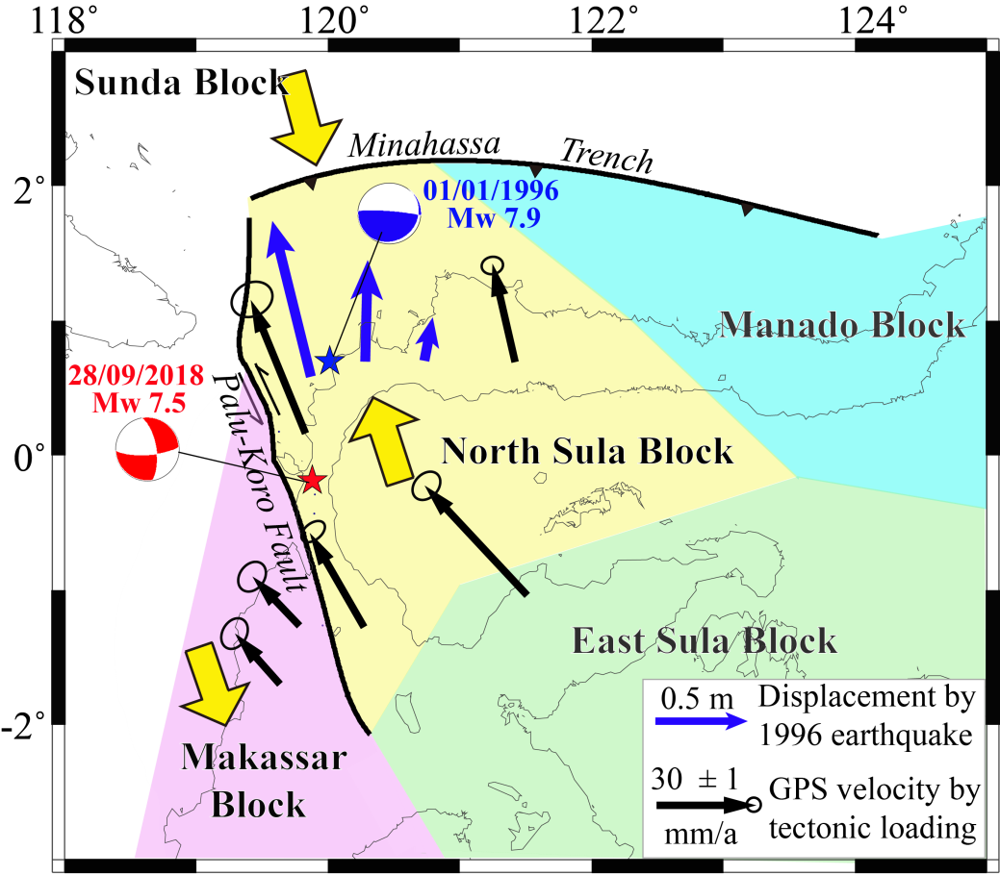 118° 120° 122° 124°
Sunda Block
Minahassa Trench
2°
01/01/1996
Mw 7.9
Manado Block
28/09/2018
Mw 7.5
Palu-Koro Fault
0°
North Sula Block
East Sula Block
-2°
Makassar
Block
0.5 m Displacement by
1996 earthquake
30 ± 1 GPS velocity by
mm/a tectonic loading